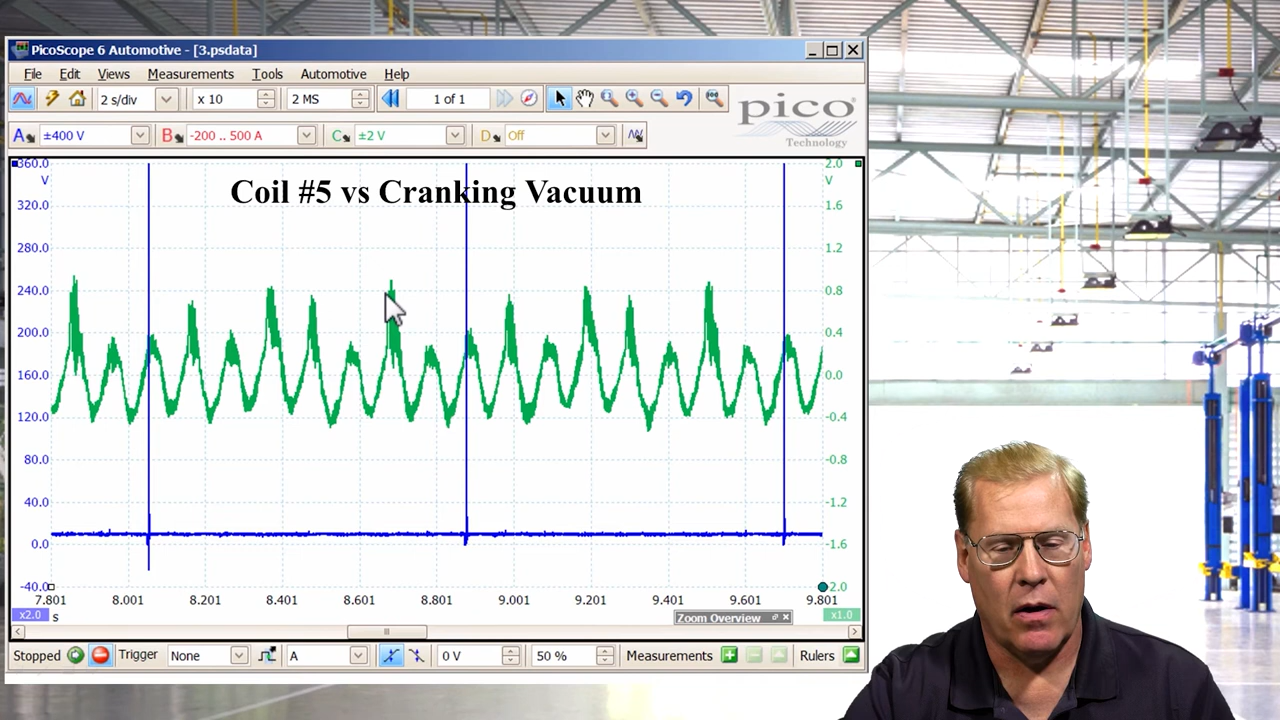 PicoScope 6 Automotive - [3.psdata]
File Edit Views Measurements Tools Automotive Help
2 s/div x 10 2 MS 1 of 1
pico
Technology
A ±400 V B -200 .. 500 A C ±2 V D Off
360.0 2.0
V V
Coil #5 vs Cranking Vacuum
320.0 1.6
280.0 1.2
240.0 0.8
200.0 0.4
160.0 0.0
120.0 -0.4
80.0 -0.8
40.0 -1.2
0.0 -1.6
-40.0 -2.0
7.801 8.001 8.201 8.401 8.601 8.801 9.001 9.201 9.401 9.601 9.801
x2.0 s Zoom Overview x1.0
Stopped Trigger None A 0 V 50 % Measurements Rulers